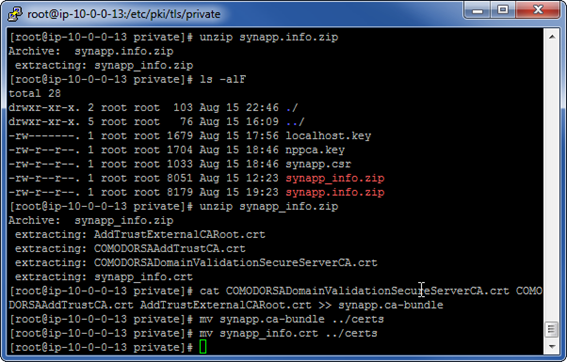 root@ip-10-0-0-13:/etc/pki/tls/private
[root@ip-10-0-0-13 private]# unzip synapp.info.zip
Archive:  synapp.info.zip
 extracting: synapp_info.zip
[root@ip-10-0-0-13 private]# ls -alF
total 28
drwxr-xr-x. 2 root root  103 Aug 15 22:46 ./
drwxr-xr-x. 5 root root   76 Aug 15 16:09 ../
-rw-------. 1 root root 1679 Aug 15 17:56 localhost.key
-rw-r--r--. 1 root root 1704 Aug 15 18:46 nppca.key
-rw-r--r--. 1 root root 1033 Aug 15 18:46 synapp.csr
-rw-r--r-- 1 root root 8051 Aug 15 12:23 synapp_info.zip
-rw-r--r--. 1 root root 8179 Aug 15 19:23 synapp.info.zip
[root@ip-10-0-0-13 private]# unzip synapp_info.zip
Archive:  synapp_info.zip
 extracting: AddTrustExternalCARoot.crt
 extracting: COMODORSAAddTrustCA.crt
 extracting: COMODORSADomainValidationSecureServerCA.crt
 extracting: synapp_info.crt
[root@ip-10-0-0-13 private]# cat COMODORSADomainValidationSecureServerCA.crt COMO
DORSAAddTrustCA.crt AddTrustExternalCARoot.crt >> synapp.ca-bundle
[root@ip-10-0-0-13 private]# mv synapp.ca-bundle ../certs
[root@ip-10-0-0-13 private]# mv synapp_info.crt ../certs
[root@ip-10-0-0-13 private]#